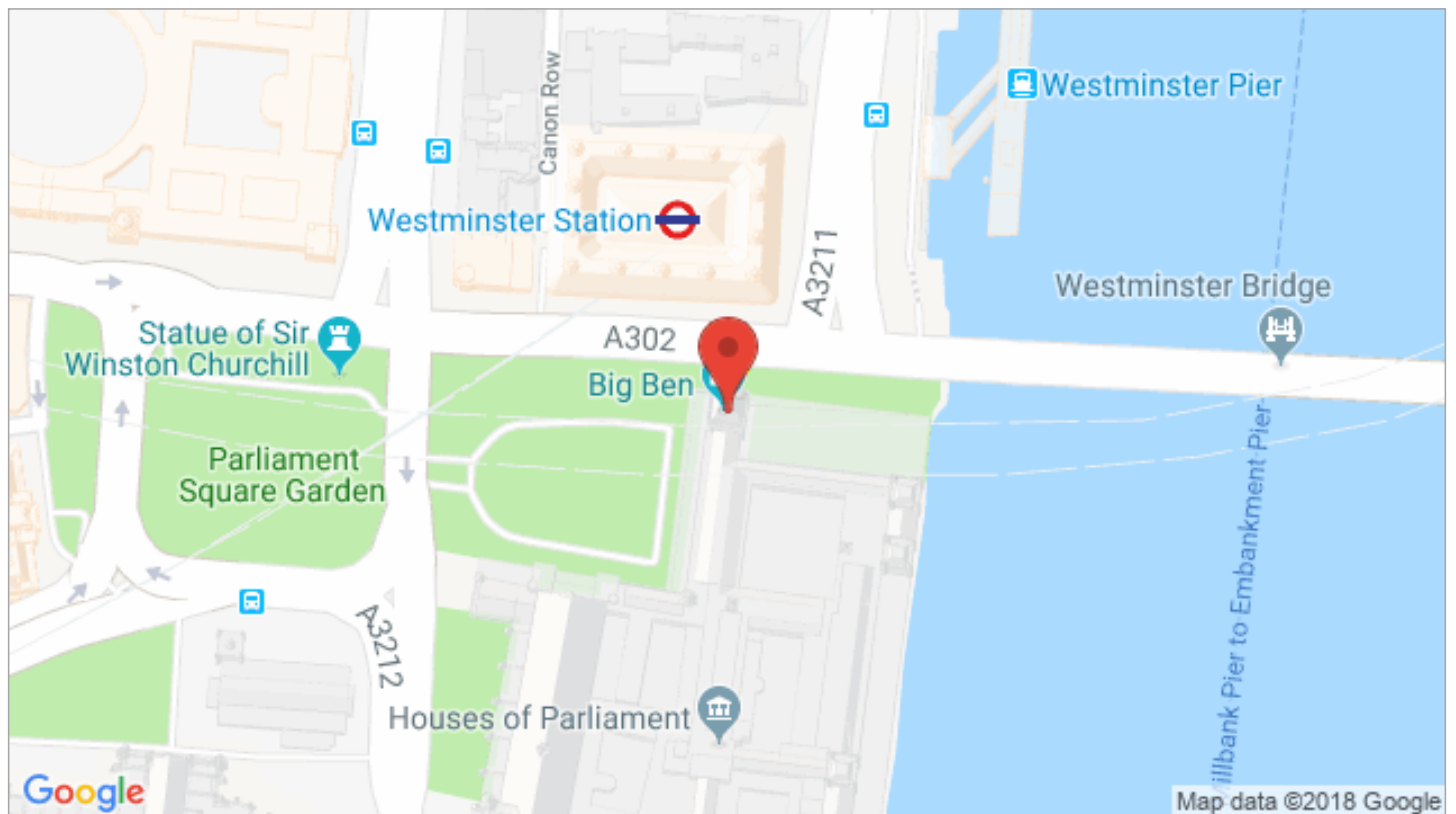 Westminster Pier
Canon Row
Westminster Station
A3211
Westminster Bridge
Statue of Sir
Winston Churchill
A302
Big Ben
Parliament
Square Garden
Millbank Pier to Embankment Pier
A3212
Houses of Parliament
Google
Map data ©2018 Google